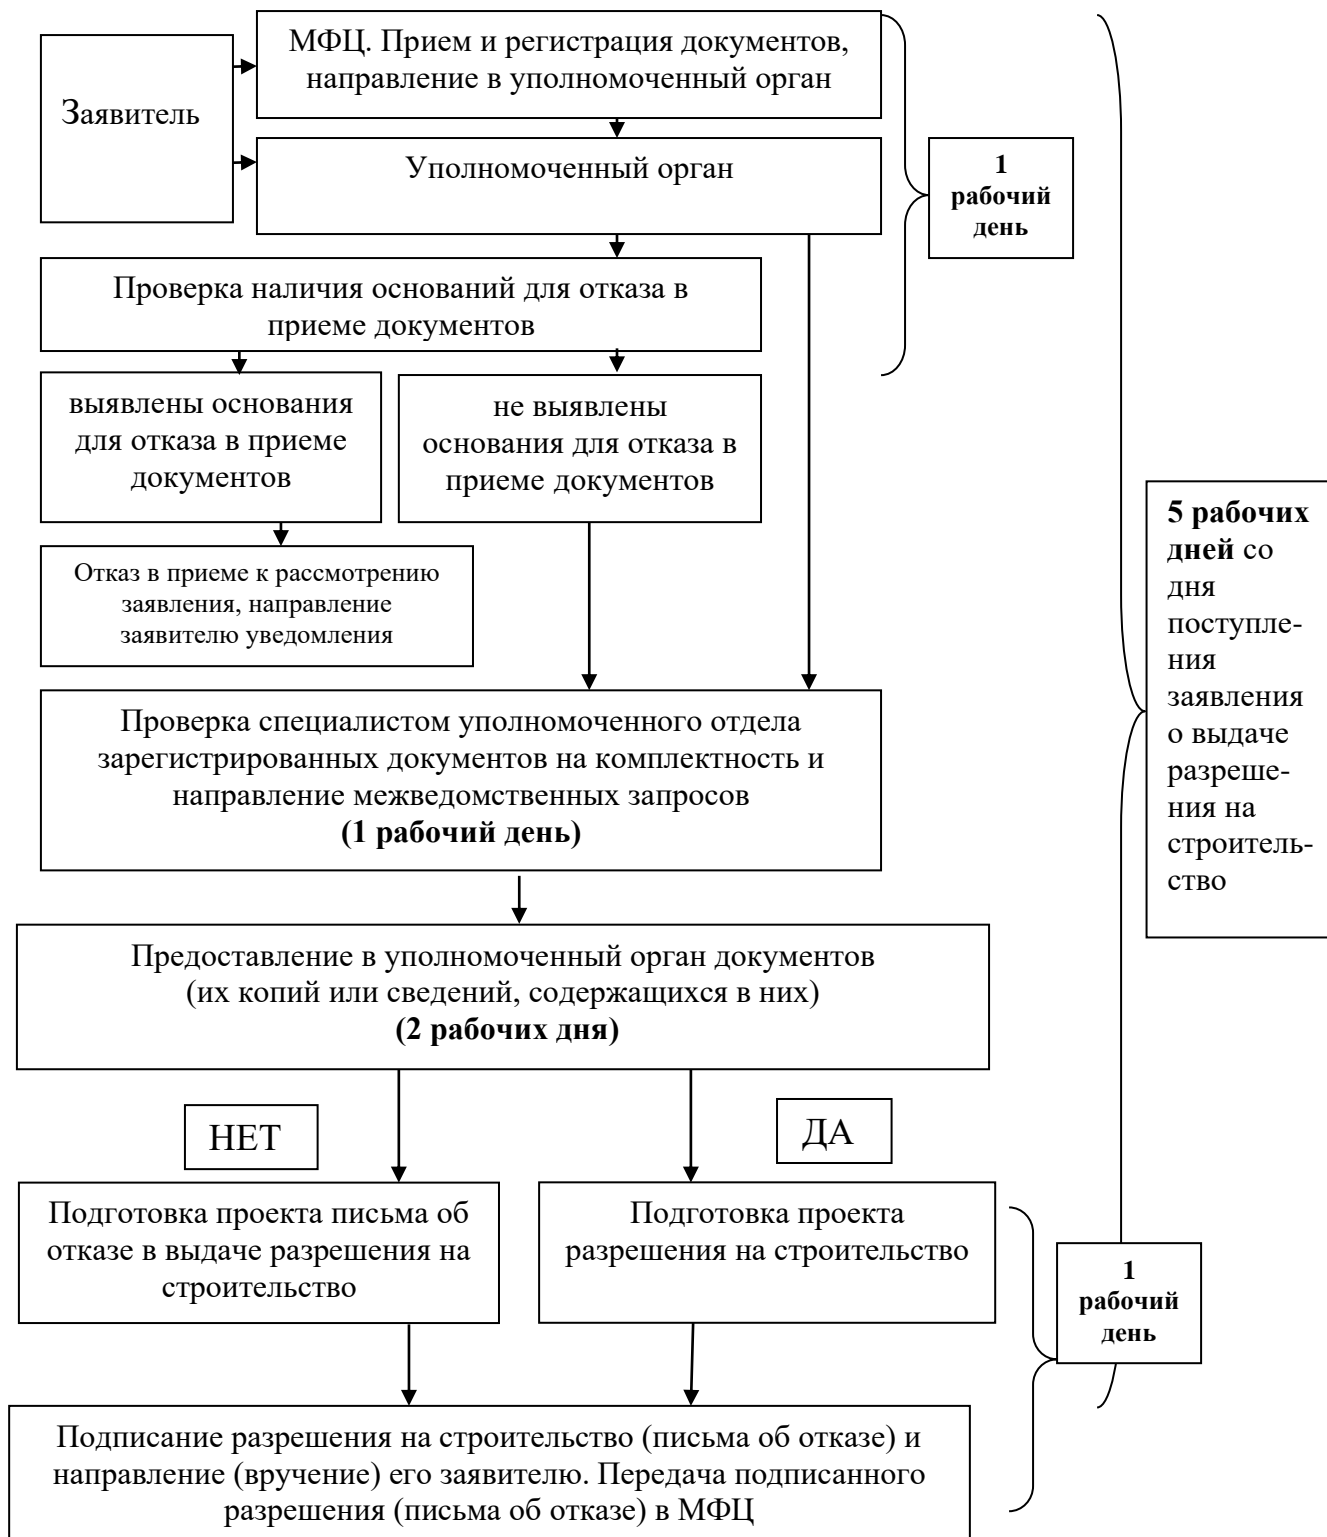 МФЦ. Прием и регистрация документов,
направление в уполномоченный орган
Заявитель
Уполномоченный орган
1
рабочий
день
Проверка наличия оснований для отказа в
приеме документов
выявлены основания
для отказа в приеме
документов
не выявлены
основания для отказа в
приеме документов
Отказ в приеме к рассмотрению
заявления, направление
заявителю уведомления
5 рабочих
дней со
дня
поступле-
ния
заявления
о выдаче
разреше-
ния на
строитель-
ство
Проверка специалистом уполномоченного отдела
зарегистрированных документов на комплектность и
направление межведомственных запросов
(1 рабочий день)
Предоставление в уполномоченный орган документов
(их копий или сведений, содержащихся в них)
(2 рабочих дня)
НЕТ
ДА
Подготовка проекта письма об
отказе в выдаче разрешения на
строительство
Подготовка проекта
разрешения на строительство
1
рабочий
день
Подписание разрешения на строительство (письма об отказе) и
направление (вручение) его заявителю. Передача подписанного
разрешения (письма об отказе) в МФЦ